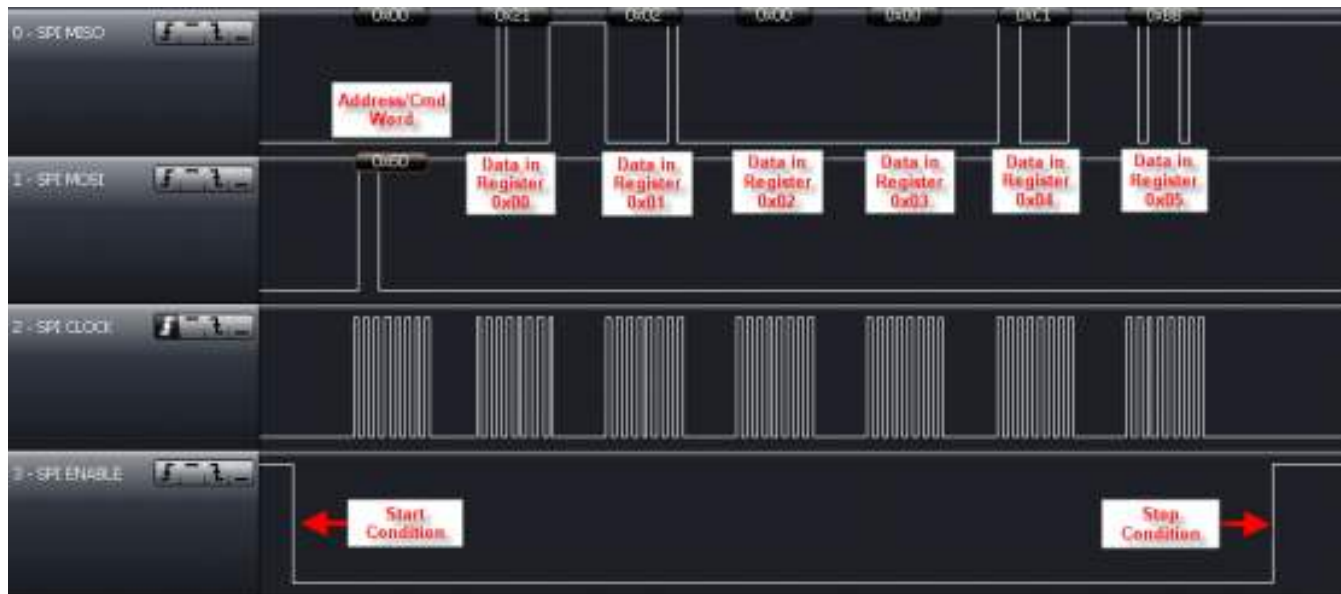 0X00 0X21 0X02 0X00 0X00 0XC1 0XBB
0 - SPI MISO
Address/Cmd
Word
0X60
1 - SPI MOSI
Data in
Register
0x00
Data in
Register
0x01
Data in
Register
0x02
Data in
Register
0x03
Data in
Register
0x04
Data in
Register
0x05
2 - SPI CLOCK
3 - SPI ENABLE
Start
Condition
Stop
Condition